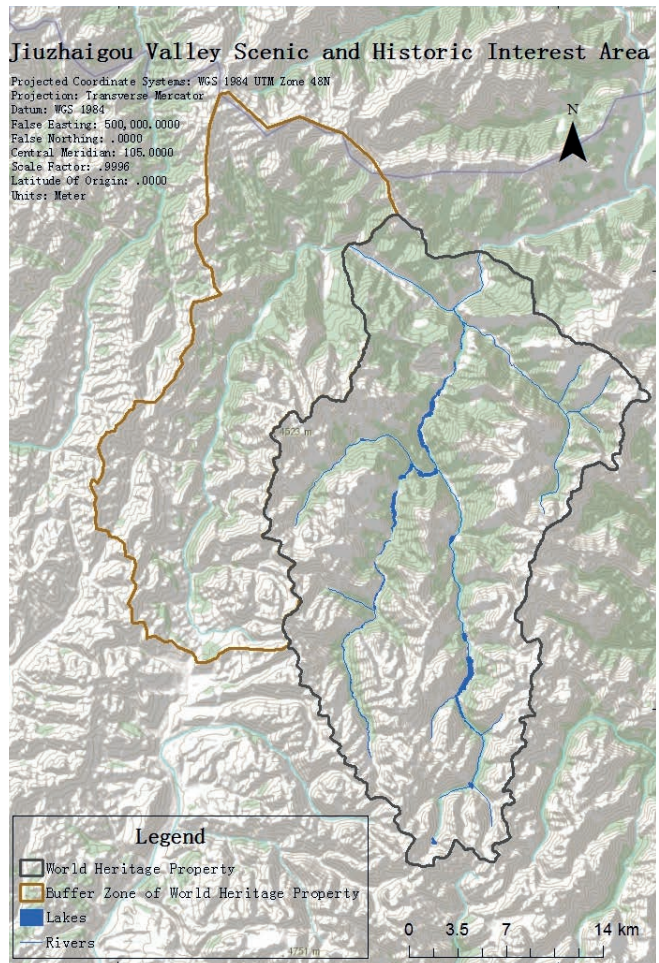 Jiuzhaigou Valley Scenic and Historic Interest Area
Projected Coordinate Systems: WGS 1984 UTM Zone 48N
Projection: Transverse Mercator
Datum: WGS 1984
False Easting: 500,000.0000
False Northing: .0000
Central Meridian: 105.0000
Scale Factor: .9996
Latitude Of Origin: .0000
Units: Meter
N
4523 m
Legend
World Heritage Property
Buffer Zone of World Heritage Property
Lakes
Rivers
0 3.5 7 14 km
4751 m